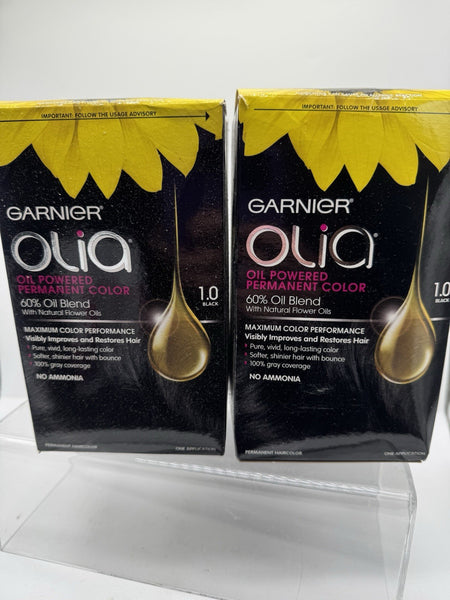 IMPORTANT: FOLLOW THE USAGE ADVISORY
GARNIER®
OLiA®
OIL POWERED
PERMANENT COLOR
60% Oil Blend
With Natural Flower Oils
1.0
BLACK
MAXIMUM COLOR PERFORMANCE
Visibly Improves and Restores Hair
Pure, vivid, long-lasting color
Softer, shinier hair with bounce
100% gray coverage
NO AMMONIA
PERMANENT HAIRCOLOR
ONE APPLICATION
IMPORTANT: FOLLOW THE USAGE ADVISORY
GARNIER®
OLiA®
OIL POWERED
PERMANENT COLOR
60% Oil Blend
With Natural Flower Oils
1.0
BLACK
MAXIMUM COLOR PERFORMANCE
Visibly Improves and Restores Hair
Pure, vivid, long-lasting color
Softer, shinier hair with bounce
100% gray coverage
NO AMMONIA
PERMANENT HAIRCOLOR
ONE APPLICATION